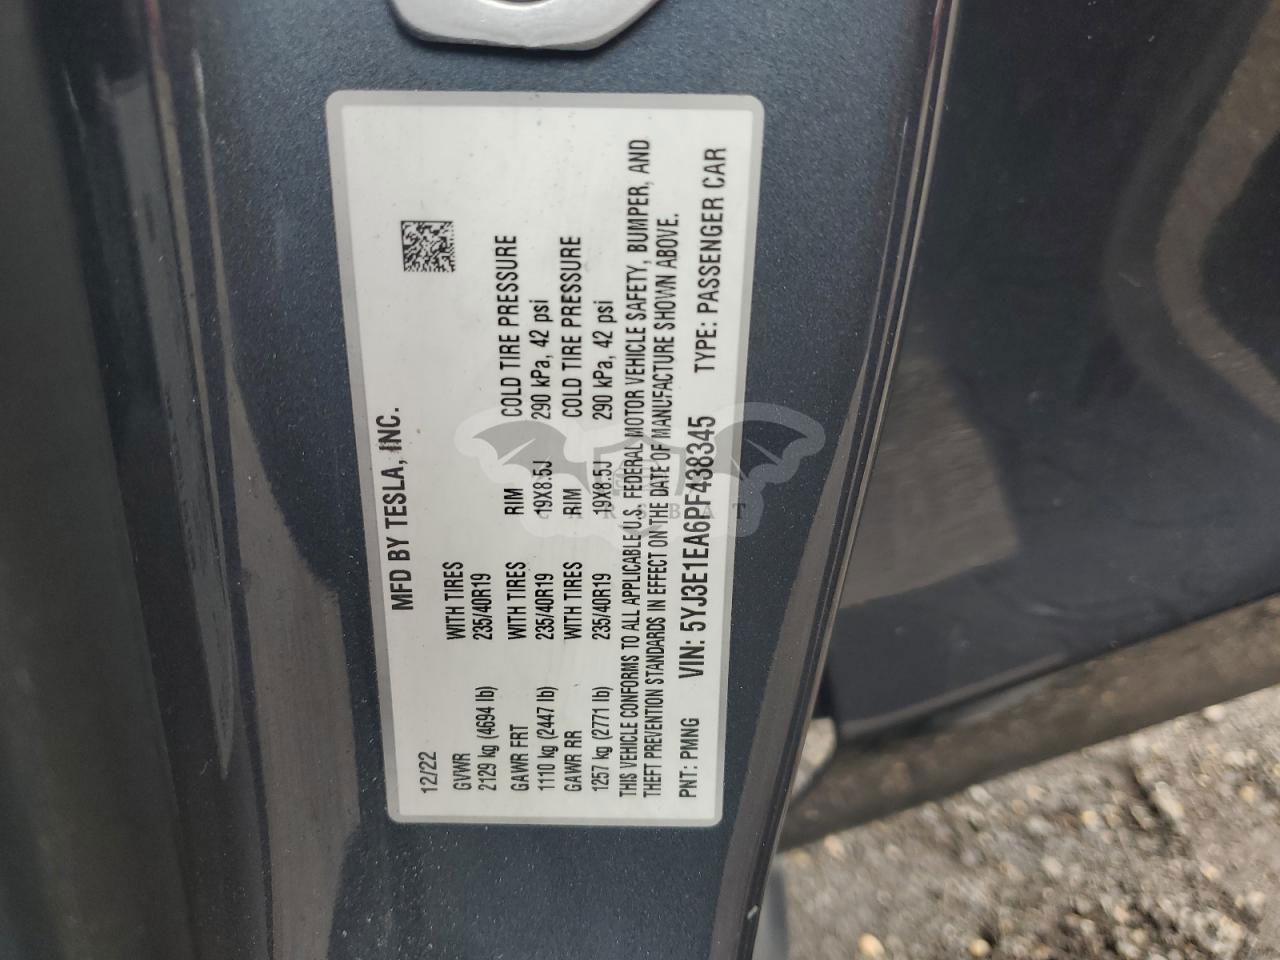 MFD BY TESLA, INC.
12/22
GVWR WITH TIRES
2129 kg (4694 lb) 235/40R19
GAWR FRT WITH TIRES RIM COLD TIRE PRESSURE
1110 kg (2447 lb) 235/40R19 19X8.5J 290 kPa, 42 psi
GAWR RR WITH TIRES RIM COLD TIRE PRESSURE
1257 kg (2771 lb) 235/40R19 19X8.5J 290 kPa, 42 psi
THIS VEHICLE CONFORMS TO ALL APPLICABLE U.S. FEDERAL MOTOR VEHICLE SAFETY, BUMPER, AND
THEFT PREVENTION STANDARDS IN EFFECT ON THE DATE OF MANUFACTURE SHOWN ABOVE.
PNT: PMNG VIN: 5YJ3E1EA6PF438345 TYPE: PASSENGER CAR
CARSBAT